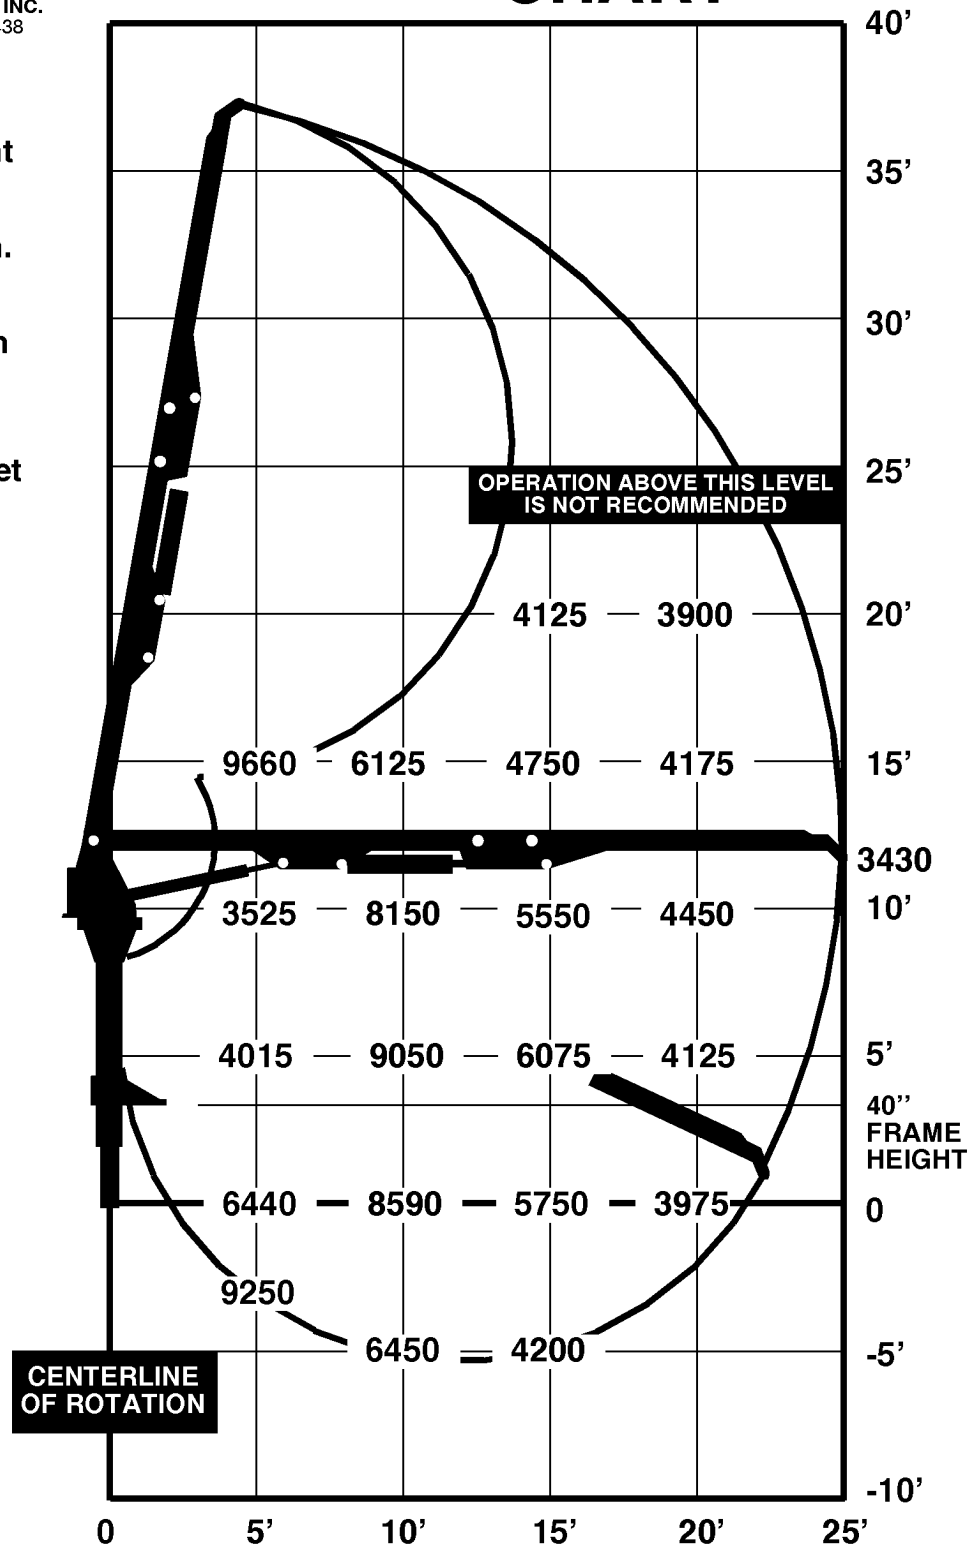 INC.
40’
35’
30’
25’
OPERATION ABOVE THIS LEVEL
IS NOT RECOMMENDED
4125 3900 20’
9660 6125 4750 4175 15’
3430
3525 8150 5550 4450 10’
4015 9050 6075 4125 5’
40’’
FRAME
HEIGHT
6440 8590 5750 3975 0
9250
6450 4200 -5’
CENTERLINE
OF ROTATION
-10’
0 5’ 10’ 15’ 20’ 25’